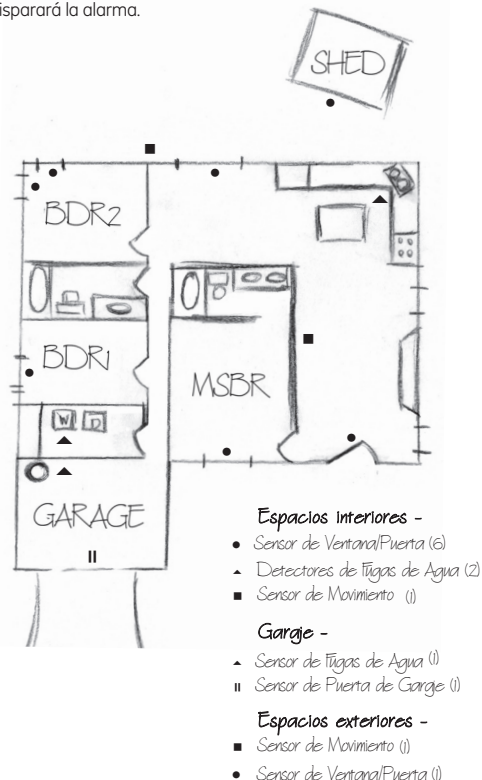 isparará la alarma.
SHED
BDR2
BDR1
MSBR
W D
GARAGE
Espacios interiores -
Sensor de Ventana/Puerta (6)
Detectores de Fugas de Agua (2)
Sensor de Movimiento (1)
Garaje -
Sensor de Fugas de Agua (1)
Sensor de Puerta de Garge (1)
Espacios exteriores -
Sensor de Movimiento (1)
Sensor de Ventana/Puerta (1)